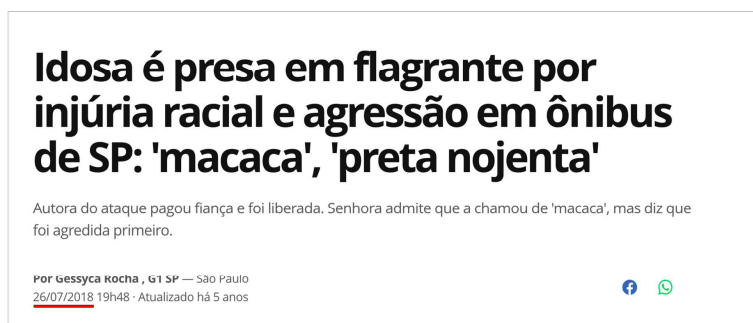 Idosa é presa em flagrante por
injúria racial e agressão em ônibus
de SP: 'macaca', 'preta nojenta'
Autora do ataque pagou fiança e foi liberada. Senhora admite que a chamou de 'macaca', mas diz que
foi agredida primeiro.
Por Gessyca Rocha , G1 SP — São Paulo
26/07/2018 19h48 · Atualizado há 5 anos